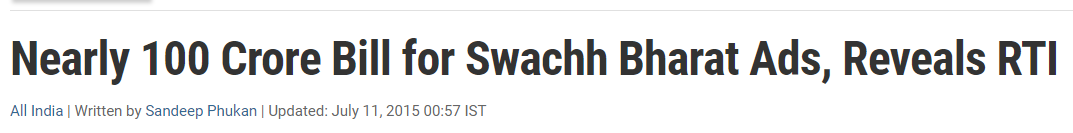 Nearly 100 Crore Bill for Swachh Bharat Ads, Reveals RTI
All India | Written by Sandeep Phukan | Updated: July 11, 2015 00:57 IST